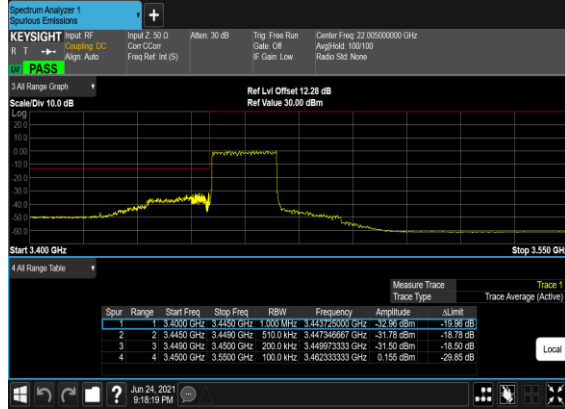 Spectrum Analyzer 1
Spurious Emissions
+
KEYSIGHT Input: RF Input Z: 50 Ω Atten: 30 dB Trig: Free Run Center Freq: 22.005000000 GHz
R T Coupling: DC Corr CCorr Gate: Off Avg|Hold: 100/100
Align: Auto Freq Ref: Int (S) IF Gain: Low Radio Std: None
PASS
3 All Range Graph
Ref Lvl Offset 12.28 dB
Scale/Div 10.0 dB Ref Value 30.00 dBm
Log
20.0
10.0
0.00
-10.0
-20.0
-30.0
-40.0
-50.0
-60.0
Start 3.400 GHz Stop 3.550 GHz
4 All Range Table
Measure Trace Trace 1
Trace Type Trace Average (Active)
Spur Range Start Freq Stop Freq RBW Frequency Amplitude ΔLimit
1 1 3.4000 GHz 3.4450 GHz 1.000 MHz 3.443725000 GHz -32.96 dBm -19.96 dB
2 2 3.4450 GHz 3.4490 GHz 510.0 kHz 3.447346667 GHz -31.78 dBm -18.78 dB
3 3 3.4490 GHz 3.4500 GHz 200.0 kHz 3.449973333 GHz -31.50 dBm -18.50 dB
4 4 3.4500 GHz 3.5500 GHz 100.0 kHz 3.462333333 GHz 0.155 dBm -29.85 dB
Local
? Jun 24, 2021
9:18:19 PM